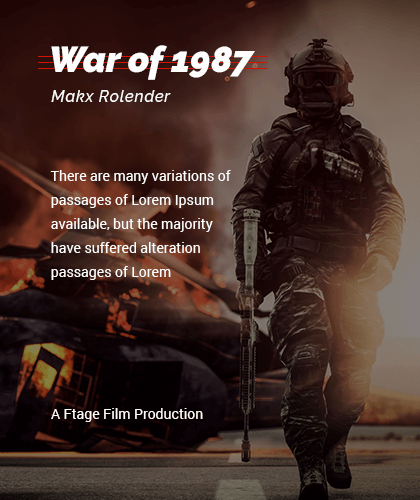 War of 1987
Makx Rolender
There are many variations of
passages of Lorem Ipsum
available, but the majority
have suffered alteration
passages of Lorem
A Ftage Film Production